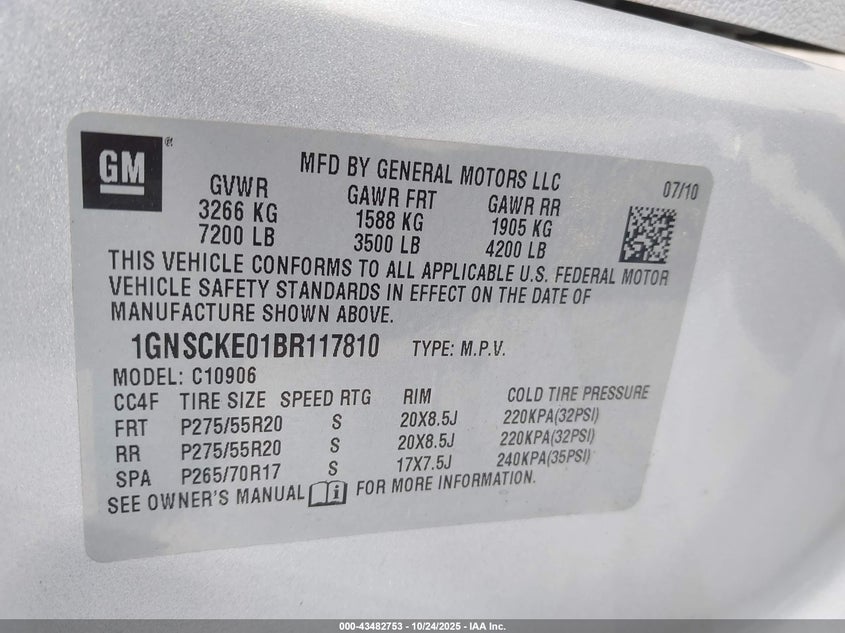 GM®
MFD BY GENERAL MOTORS LLC 07/10
GVWR GAWR FRT GAWR RR
3266 KG 1588 KG 1905 KG
7200 LB 3500 LB 4200 LB
THIS VEHICLE CONFORMS TO ALL APPLICABLE U.S. FEDERAL MOTOR
VEHICLE SAFETY STANDARDS IN EFFECT ON THE DATE OF
MANUFACTURE SHOWN ABOVE.
1GNSCKE01BR117810 TYPE: M.P.V.
MODEL: C10906
CC4F TIRE SIZE SPEED RTG RIM COLD TIRE PRESSURE
FRT P275/55R20 S 20X8.5J 220KPA(32PSI)
RR P275/55R20 S 20X8.5J 220KPA(32PSI)
SPA P265/70R17 S 17X7.5J 240KPA(35PSI)
SEE OWNER'S MANUAL i FOR MORE INFORMATION.
000-43482753 - 10/24/2025 - IAA Inc.